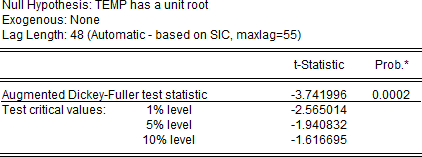 Null Hypothesis: TEMP has a unit root
Exogenous: None
Lag Length: 48 (Automatic - based on SIC, maxlag=55)
t-Statistic Prob.*
Augmented Dickey-Fuller test statistic -3.741996 0.0002
Test critical values: 1% level -2.565014
5% level -1.940832
10% level -1.616695